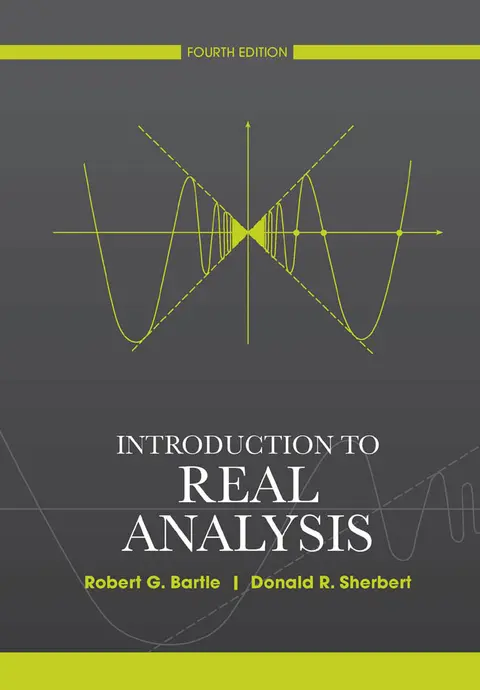 FOURTH EDITION
INTRODUCTION TO
REAL
ANALYSIS
Robert G. Bartle | Donald R. Sherbert